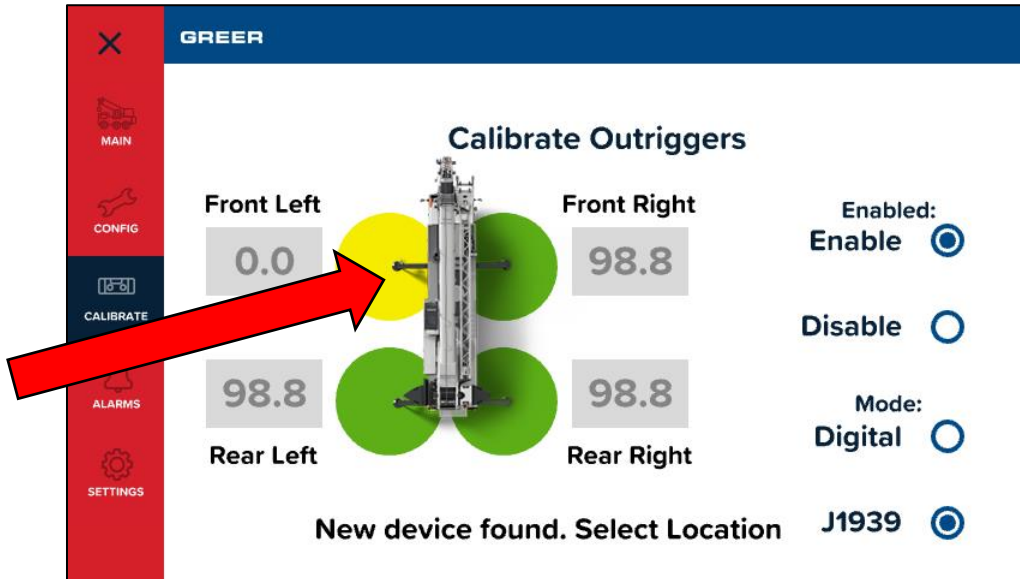 GREER
MAIN
CONFIG
CALIBRATE
ALARMS
SETTINGS
Calibrate Outriggers
Front Left
0.0
Front Right
98.8
98.8
Rear Left
98.8
Rear Right
Enabled:
Enable
Disable
Mode:
Digital
J1939
New device found. Select Location